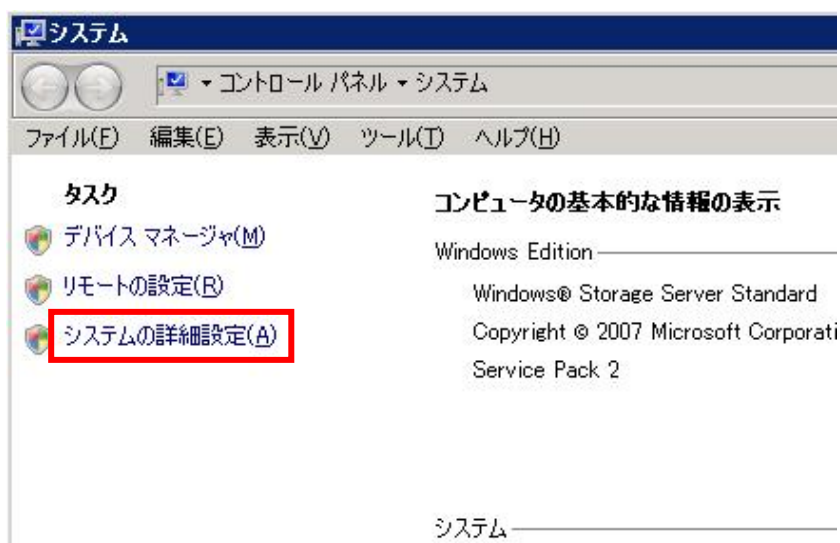 システム
コントロール パネル ▾ システム
ファイル(F) 編集(E) 表示(V) ツール(T) ヘルプ(H)
タスク
デバイス マネージャ(M)
リモートの設定(R)
システムの詳細設定(A)
コンピュータの基本的な情報の表示
Windows Edition
Windows® Storage Server Standard
Copyright © 2007 Microsoft Corporati
Service Pack 2
システム